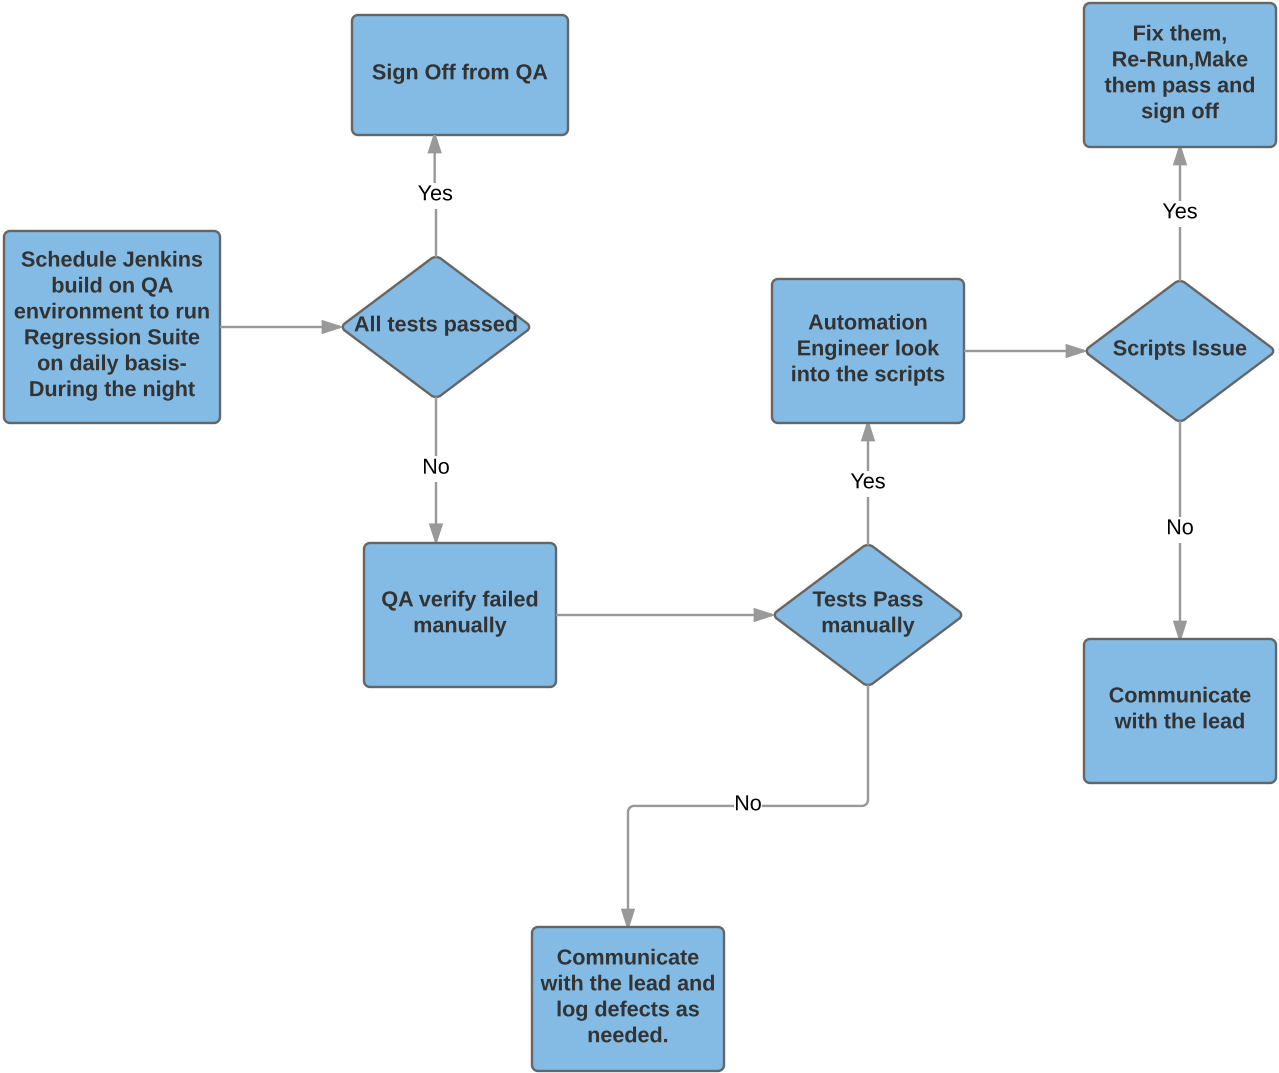 Schedule Jenkins
build on QA
environment to run
Regression Suite
on daily basis-
During the night
All tests passed
Yes
Sign Off from QA
No
QA verify failed
manually
Tests Pass
manually
Yes
Automation
Engineer look
into the scripts
Scripts Issue
Yes
Fix them,
Re-Run,Make
them pass and
sign off
No
Communicate
with the lead
No
Communicate
with the lead and
log defects as
needed.